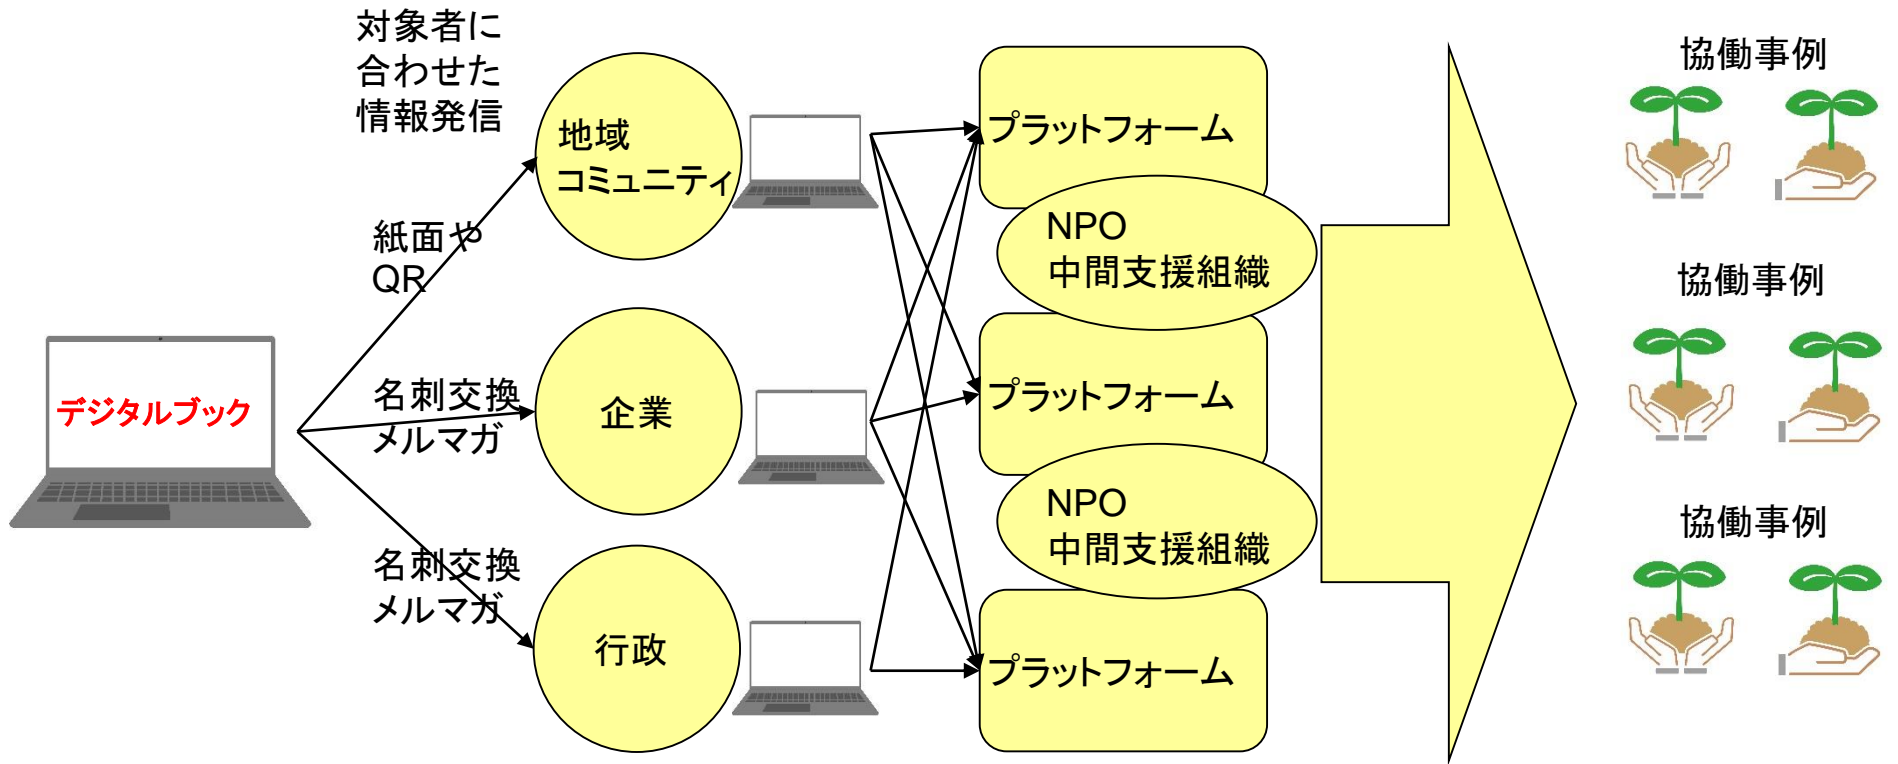 対象者に
合わせた
情報発信
紙面や
QR
名刺交換
メルマガ
名刺交換
メルマガ
デジタルブック
地域
コミュニティ
企業
行政
プラットフォーム
NPO
中間支援組織
プラットフォーム
NPO
中間支援組織
プラットフォーム
協働事例
協働事例
協働事例